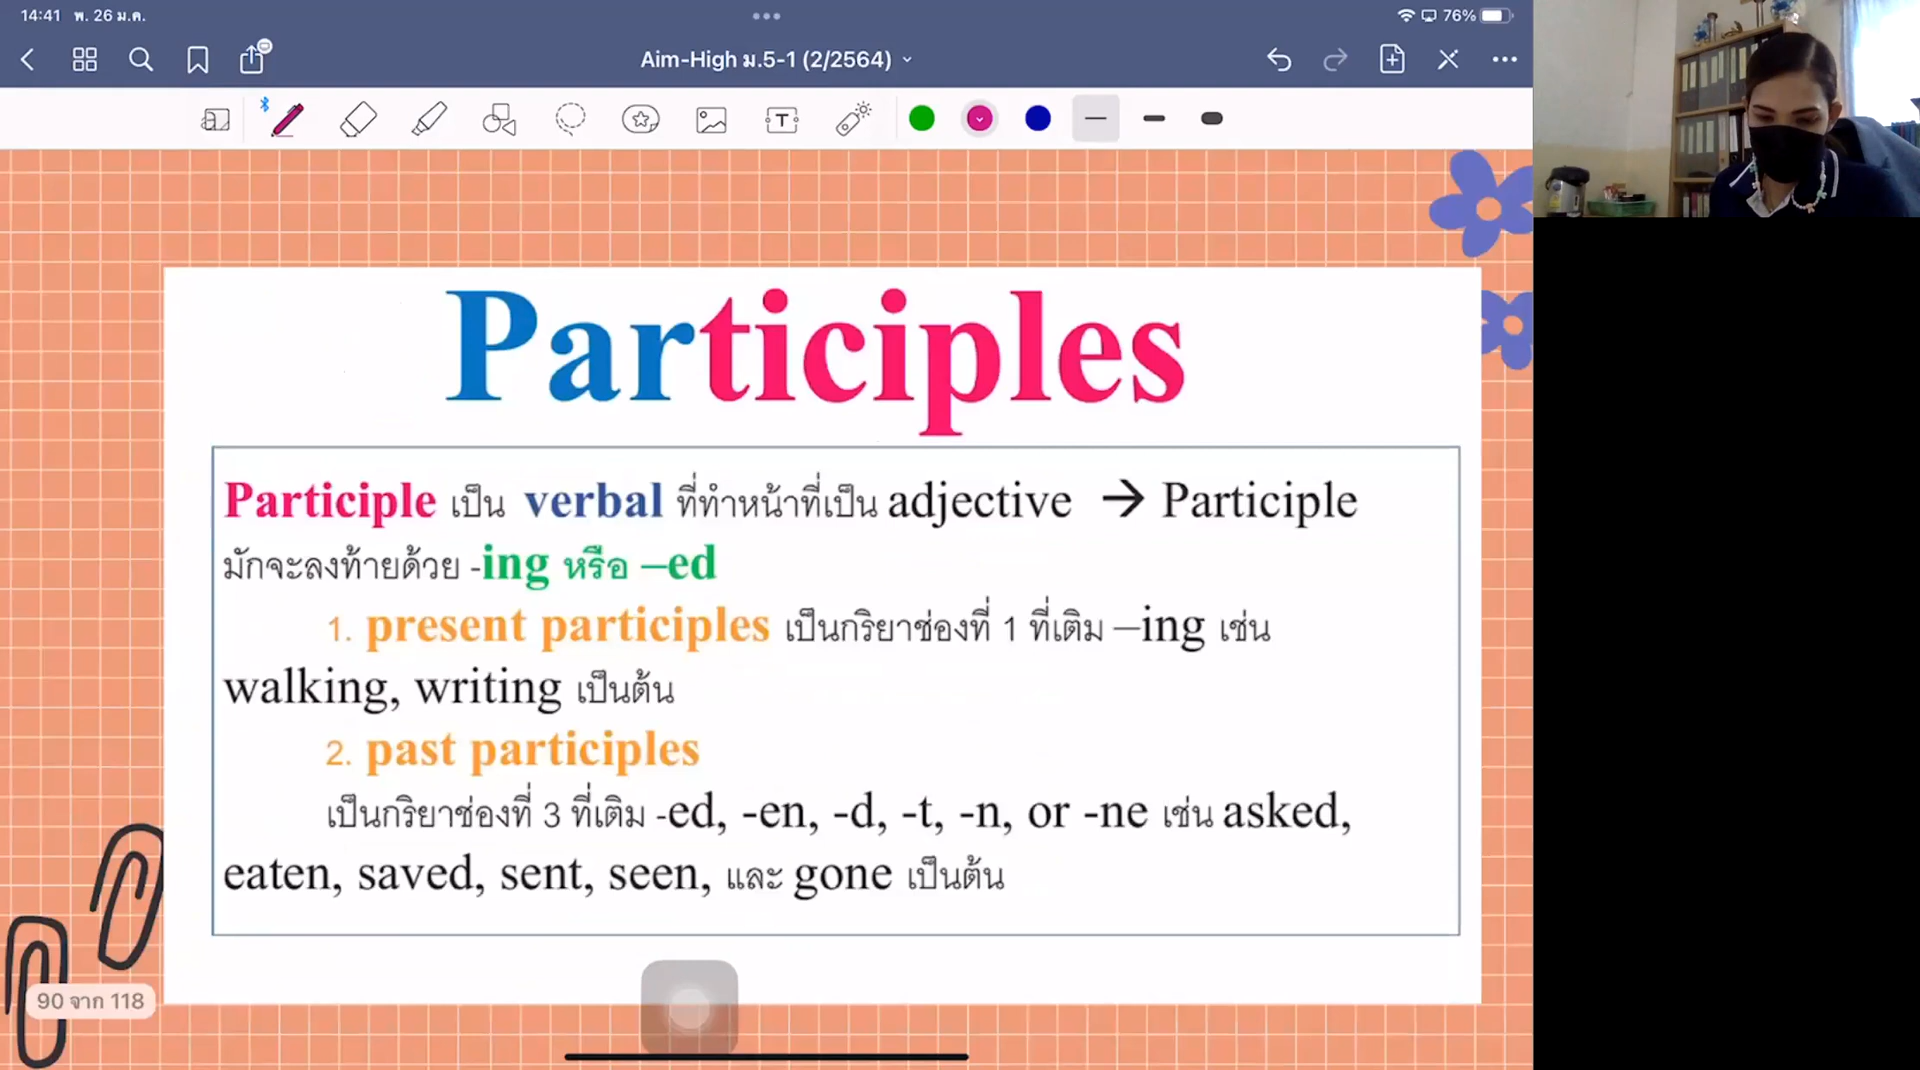 14:41 พ. 26 ม.ค.
76%
Aim-High ม.5-1 (2/2564)
T
Participles
Participle เป็น verbal ที่ทำหน้าที่เป็น adjective → Participle
มักจะลงท้ายด้วย -ing หรือ –ed
1. present participles เป็นกริยาช่องที่ 1 ที่เติม –ing เช่น
walking, writing เป็นต้น
2. past participles
เป็นกริยาช่องที่ 3 ที่เติม -ed, -en, -d, -t, -n, or -ne เช่น asked,
eaten, saved, sent, seen, และ gone เป็นต้น
90 จาก 118